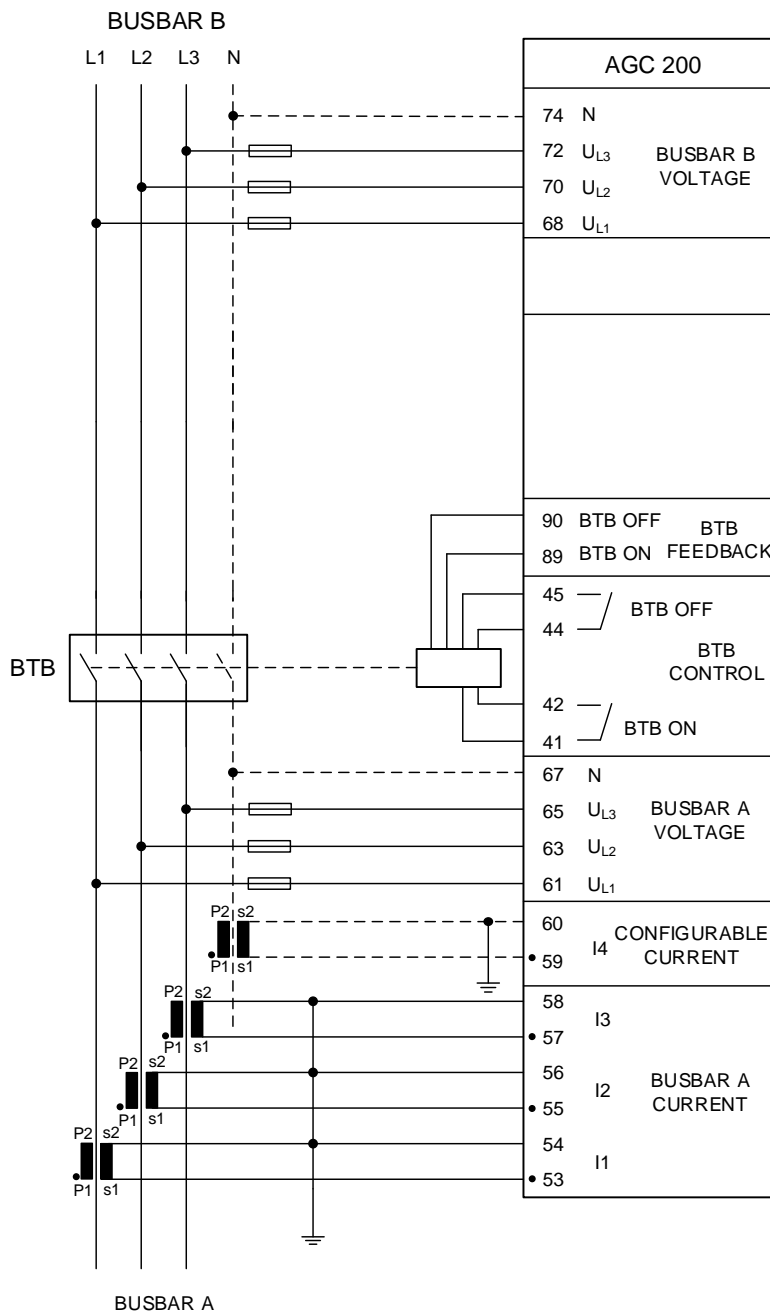 BUSBAR B
L1 L2 L3 N
AGC 200
74 N
72 UL3
70 UL2
68 UL1
BUSBAR B
VOLTAGE
90 BTB OFF
89 BTB ON
BTB
FEEDBACK
45
44
BTB OFF
BTB
CONTROL
42
41
BTB ON
BTB
67 N
65 UL3
63 UL2
61 UL1
BUSBAR A
VOLTAGE
P2 s2
P1 s1
60
59
I4
CONFIGURABLE
CURRENT
P2 s2
P1 s1
58
57
I3
P2 s2
P1 s1
56
55
I2
BUSBAR A
CURRENT
P2 s2
P1 s1
54
53
I1
BUSBAR A